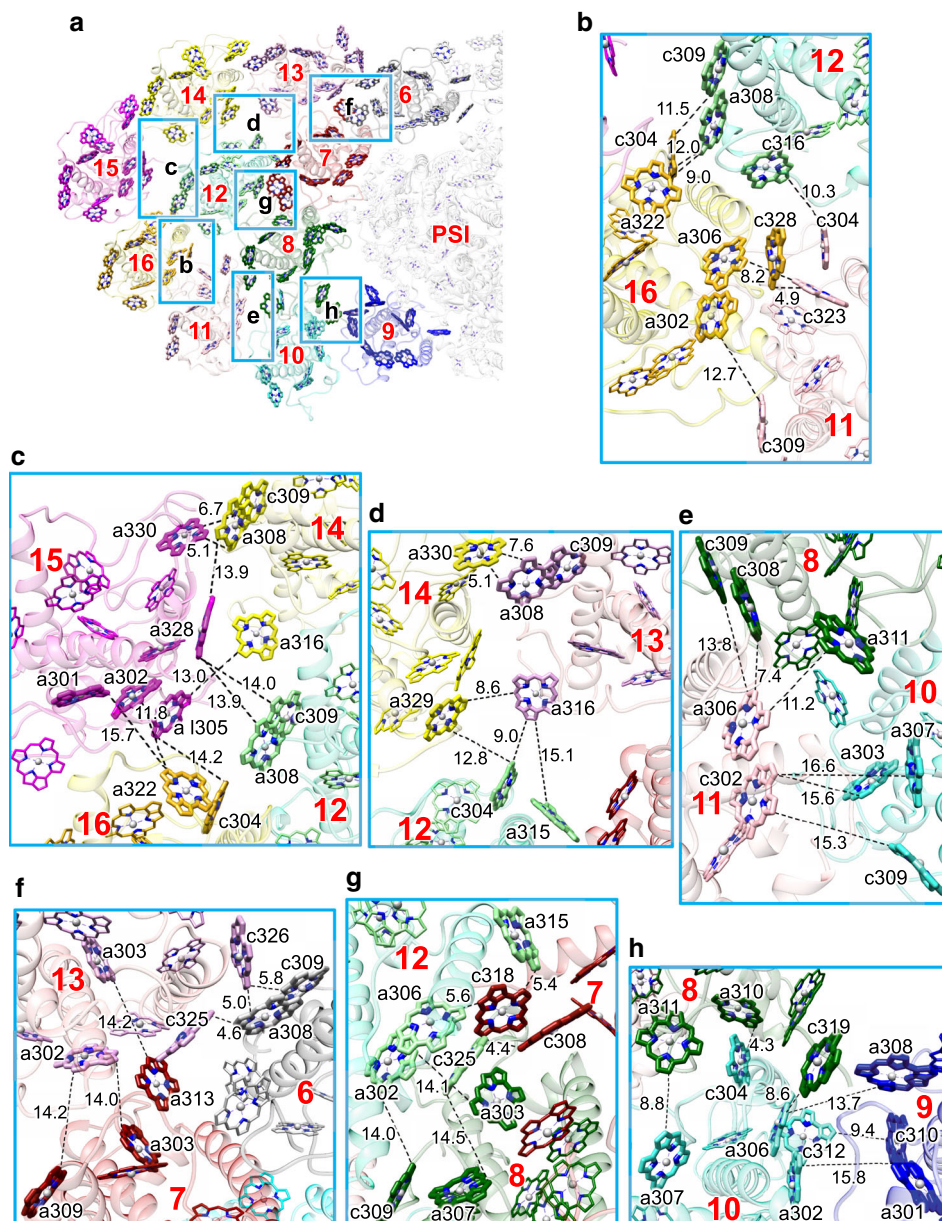 a
13
14
6
f
d
7
15
c
12
g
PSI
8
16
b
e
h
11
9
10
b
c309
12
11.5
a308
c304
12.0
c316
9.0
10.3
a322
c328
c304
a306
8.2
16
4.9
c323
a302
12.7
11
c309
c
c309
6.7
a330
14
15
5.1
a308
13.9
a328
a316
a302
13.0
14.0
a301
11.8
13.9
c309
a l305
15.7
14.2
a308
a322
16
c304
12
d
7.6
c309
a330
14
5.1
a308
13
8.6
a316
a329
9.0
12.8
15.1
c304
12
a315
e
c309
8
c308
a311
13.8
7.4
10
11.2
a306
a307
a303
c302
16.6
11
15.6
15.3
c309
f
a303
c326
c309
13
5.8
5.0
14.2
c325
4.6
a308
a302
6
14.2
14.0
a313
a303
7
a309
g
a315
12
c318
a306
5.4
7
5.6
c325
4.4
c308
a302
14.1
a303
14.0
14.5
8
c309
a307
h
8
a310
a311
c319
4.3
a308
c304
8.6
9
13.7
8.8
9.4
a306
c310
c312
a307
15.8
10
a302
a301